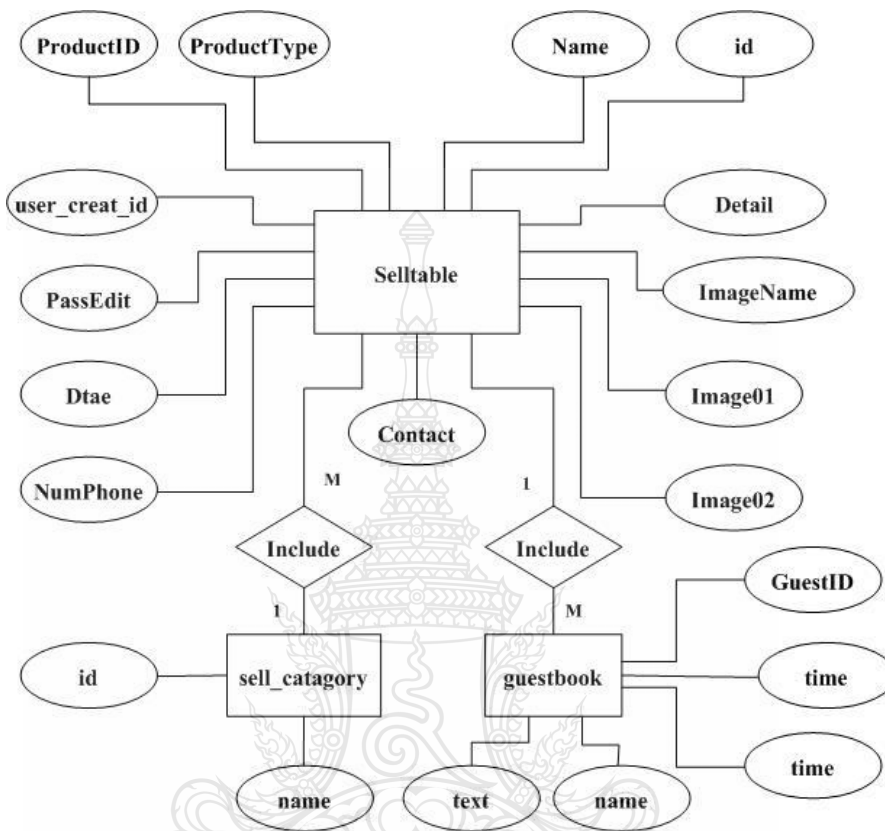 ProductID
ProductType
Name
id
user_creat_id
Detail
Selltable
PassEdit
ImageName
Dtae
Image01
Contact
NumPhone
Image02
M
1
Include
Include
GuestID
1
M
id
sell_catagory
guestbook
time
time
name
text
name